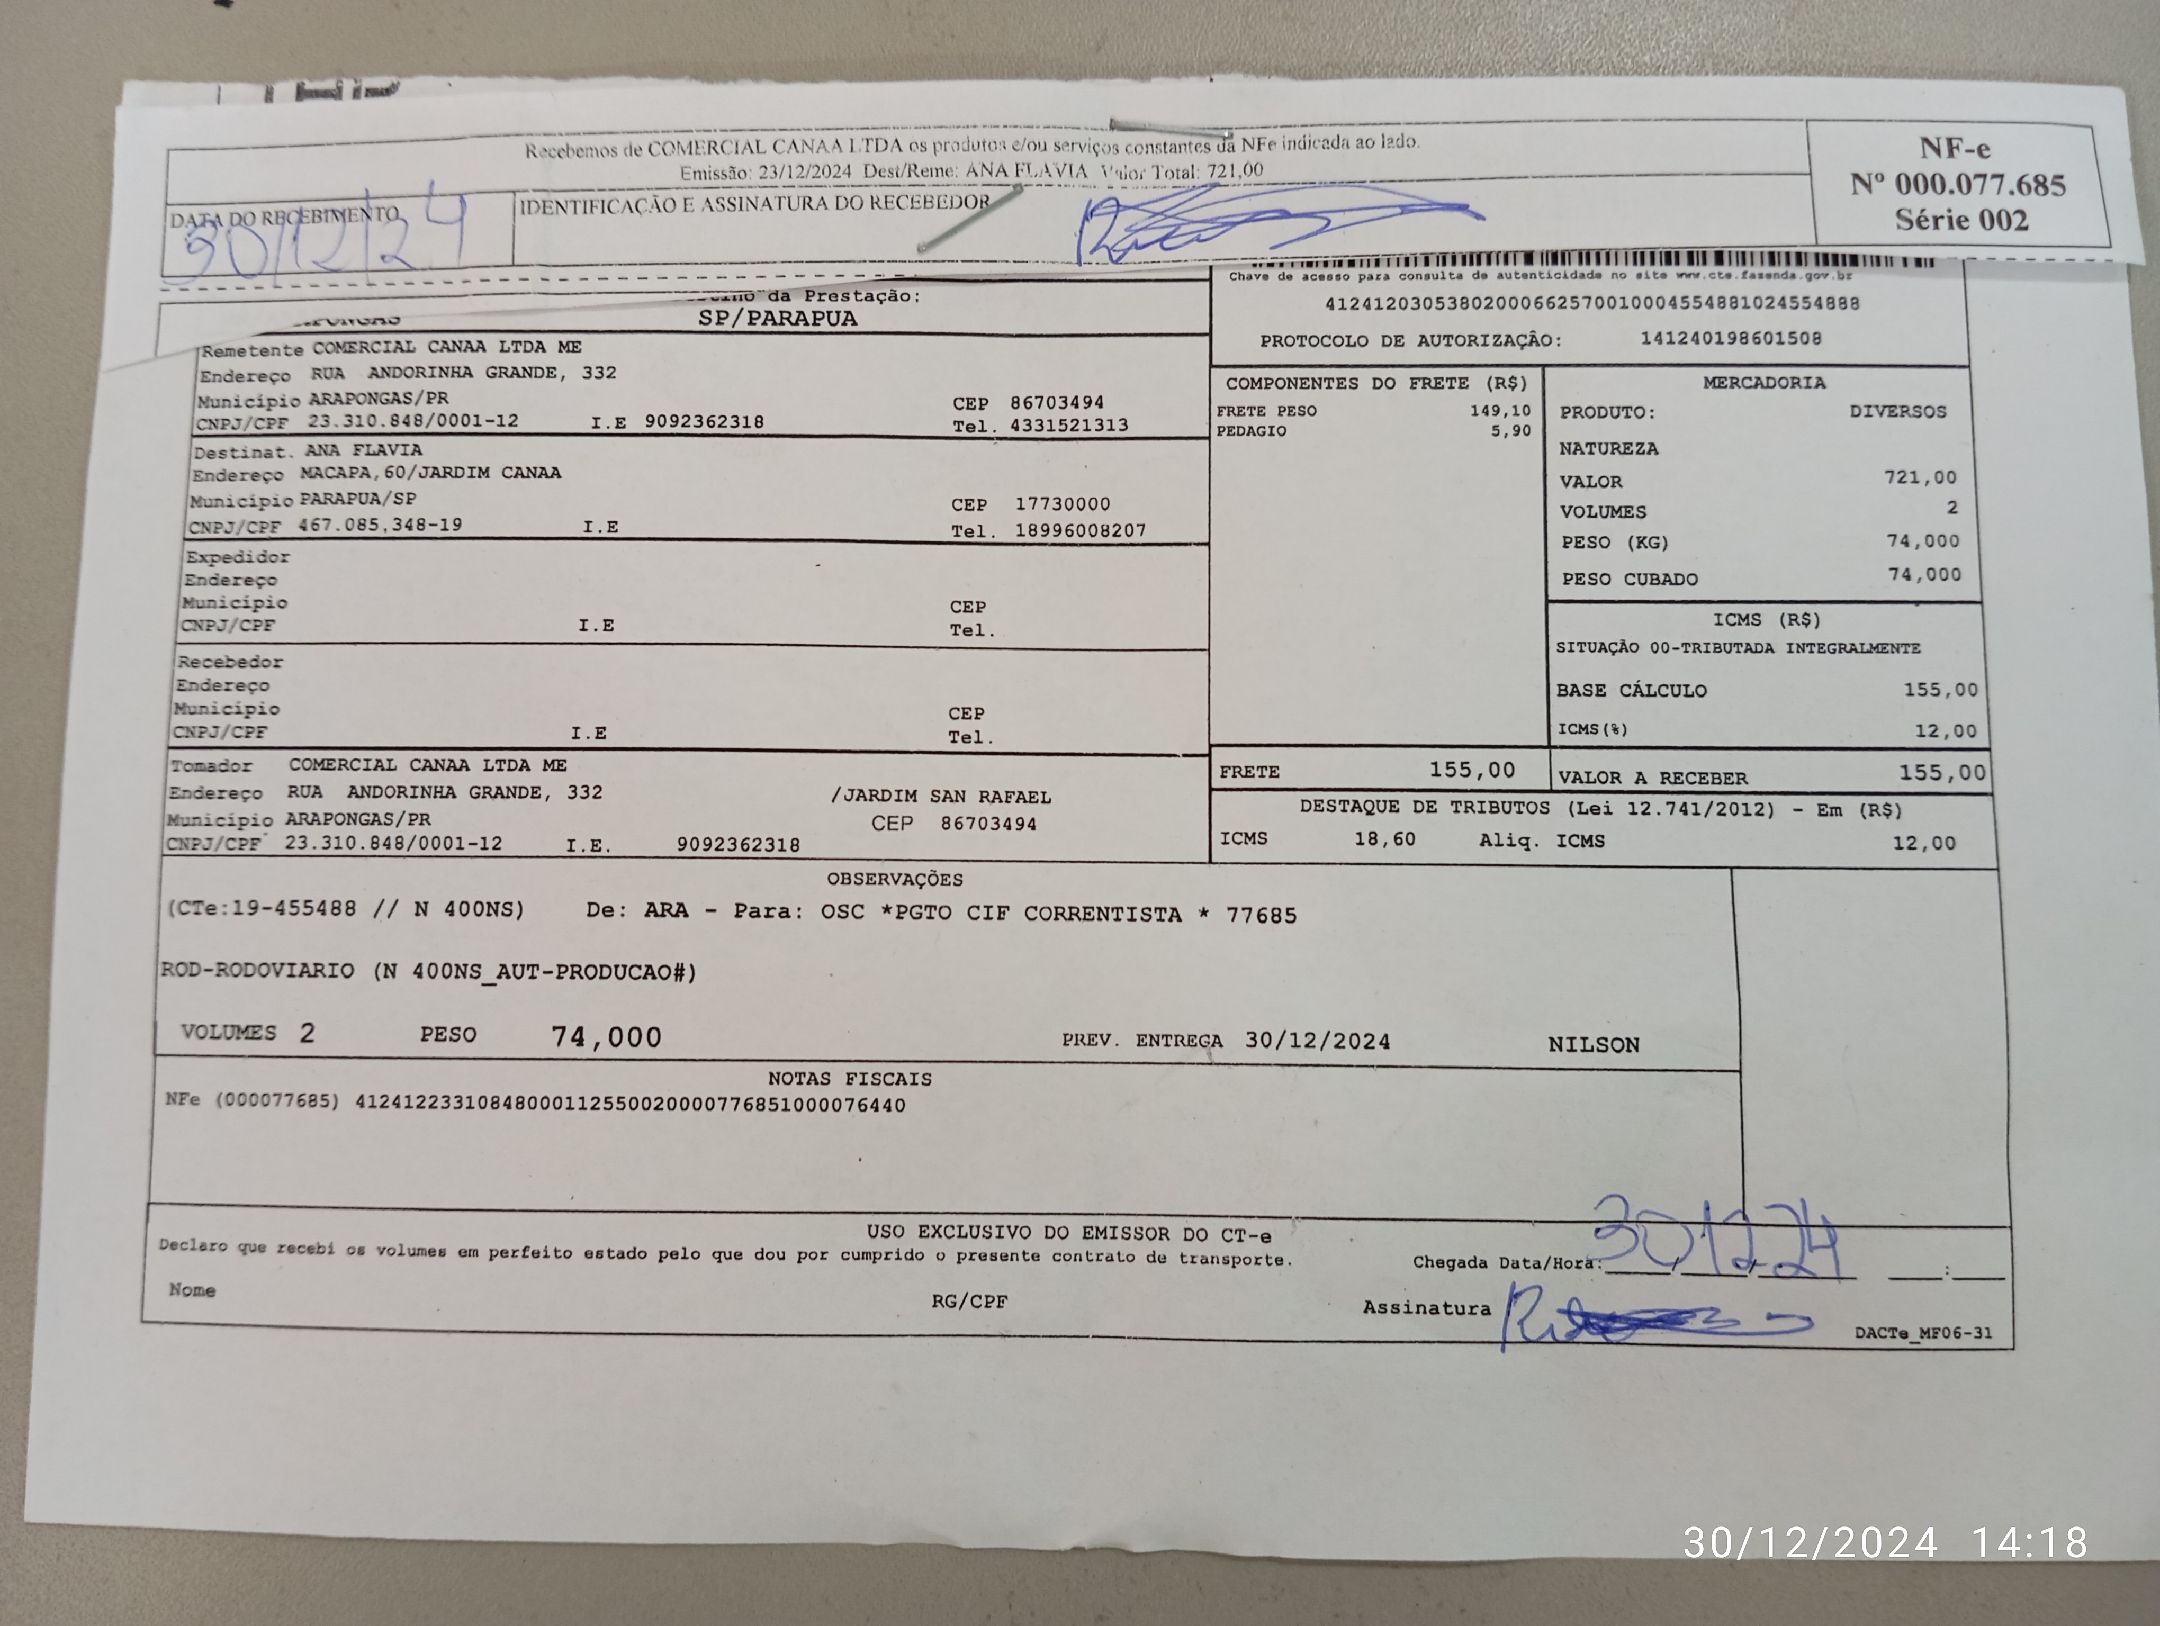 Recebemos de COMERCIAL CANAA LTDA os produtos e/ou serviços constantes da NFe indicada ao lado.
Emissão: 23/12/2024 Dest/Reme: ANA FLAVIA Valor Total: 721,00
NF-e
Nº 000.077.685
Série 002
DATA DO RECEBIMENTO
30/12/24
IDENTIFICAÇÃO E ASSINATURA DO RECEBEDOR
da Prestação:
SP/PARAPUA
Chave de acesso para consulta de autenticidade no site www.cte.fazenda.gov.br
41241203053802000662570010004554881024554888
PROTOCOLO DE AUTORIZAÇÃO: 141240198601508
Remetente COMERCIAL CANAA LTDA ME
Endereço RUA ANDORINHA GRANDE, 332
Município ARAPONGAS/PR CEP 86703494
CNPJ/CPF 23.310.848/0001-12 I.E 9092362318 Tel. 4331521313
Destinat. ANA FLAVIA
Endereço MACAPA,60/JARDIM CANAA
Município PARAPUA/SP CEP 17730000
CNPJ/CPF 467.085.348-19 I.E Tel. 18996008207
Expedidor
Endereço
Município CEP
CNPJ/CPF I.E Tel.
Recebedor
Endereço
Município CEP
CNPJ/CPF I.E Tel.
Tomador COMERCIAL CANAA LTDA ME
Endereço RUA ANDORINHA GRANDE, 332 /JARDIM SAN RAFAEL
Município ARAPONGAS/PR CEP 86703494
CNPJ/CPF 23.310.848/0001-12 I.E. 9092362318
COMPONENTES DO FRETE (R$)
FRETE PESO 149,10
PEDAGIO 5,90
MERCADORIA
PRODUTO: DIVERSOS
NATUREZA
VALOR 721,00
VOLUMES 2
PESO (KG) 74,000
PESO CUBADO 74,000
ICMS (R$)
SITUAÇÃO 00-TRIBUTADA INTEGRALMENTE
BASE CÁLCULO 155,00
ICMS(%) 12,00
FRETE 155,00 VALOR A RECEBER 155,00
DESTAQUE DE TRIBUTOS (Lei 12.741/2012) - Em (R$)
ICMS 18,60 Aliq. ICMS 12,00
OBSERVAÇÕES
(CTe:19-455488 // N 400NS) De: ARA - Para: OSC *PGTO CIF CORRENTISTA * 77685
ROD-RODOVIARIO (N 400NS_AUT-PRODUCAO#)
VOLUMES 2 PESO 74,000 PREV. ENTREGA 30/12/2024 NILSON
NOTAS FISCAIS
NFe (000077685) 41241223310848000112550020000776851000076440
USO EXCLUSIVO DO EMISSOR DO CT-e
Declaro que recebi os volumes em perfeito estado pelo que dou por cumprido o presente contrato de transporte.
Chegada Data/Hora: 30/12/24 __:__
Nome RG/CPF Assinatura
DACTe_MF06-31
30/12/2024 14:18